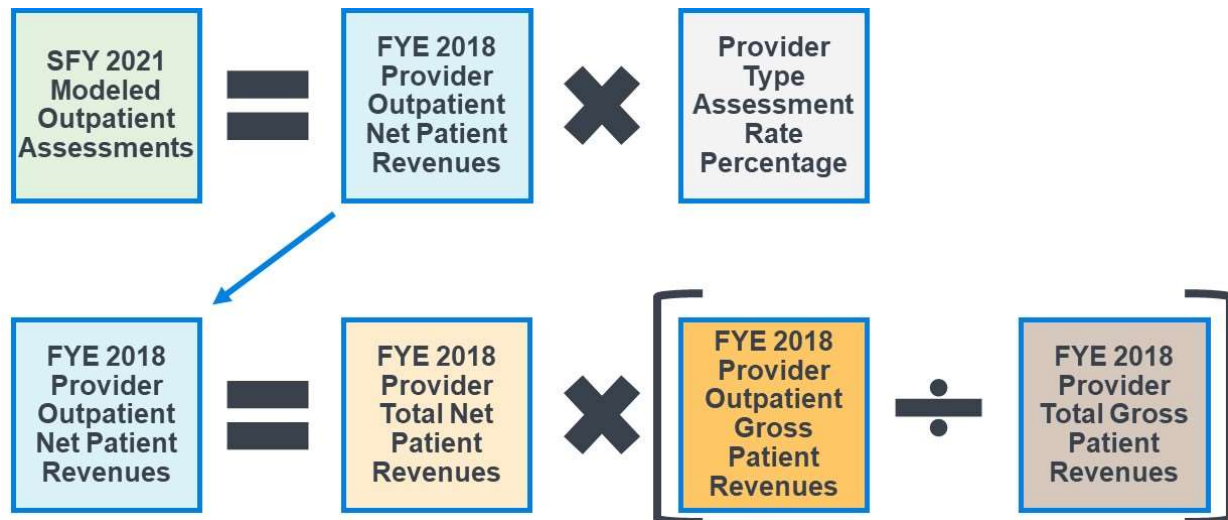 SFY 2021
Modeled
Outpatient
Assessments
FYE 2018
Provider
Outpatient
Net Patient
Revenues
Provider
Type
Assessment
Rate
Percentage
FYE 2018
Provider
Outpatient
Net Patient
Revenues
FYE 2018
Provider
Total Net
Patient
Revenues
FYE 2018
Provider
Outpatient
Gross
Patient
Revenues
FYE 2018
Provider
Total Gross
Patient
Revenues